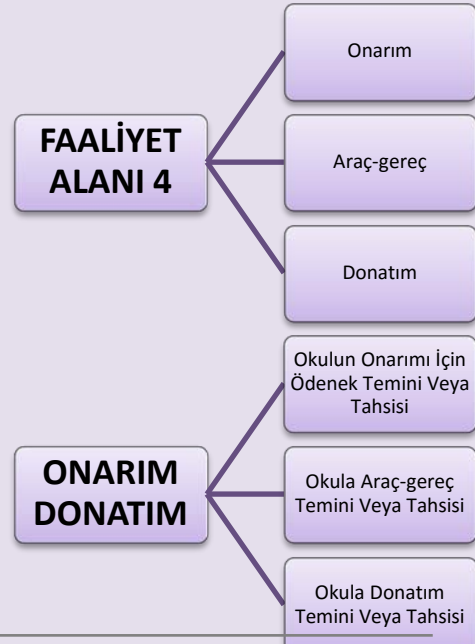 FAALİYET
ALANI 4
Onarım
Araç-gereç
Donatım
ONARIM
DONATIM
Okulun Onarımı İçin
Ödenek Temini Veya
Tahsisi
Okula Araç-gereç
Temini Veya Tahsisi
Okula Donatım
Temini Veya Tahsisi